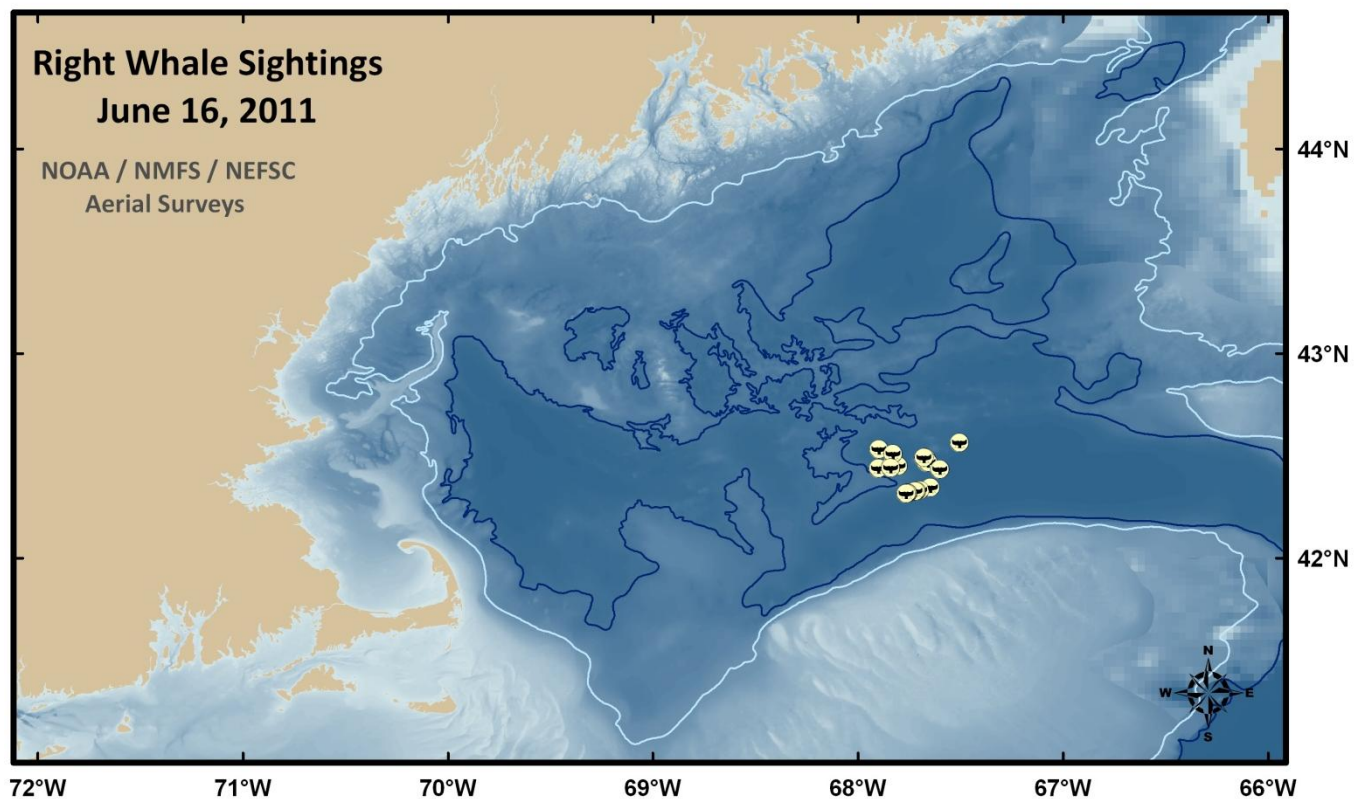 Right Whale Sightings
June 16, 2011
NOAA / NMFS / NEFSC
Aerial Surveys
44°N
43°N
42°N
N
W E
S
72°W 71°W 70°W 69°W 68°W 67°W 66°W